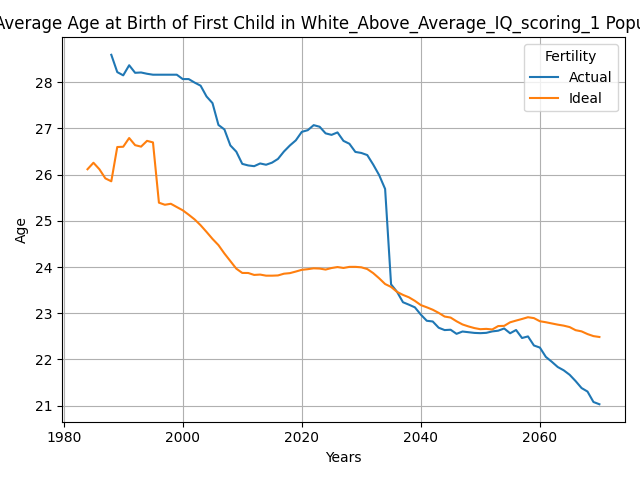 Average Age at Birth of First Child in White_Above_Average_IQ_scoring_1 Popu
Fertility
Actual
Ideal
28
27
26
25
24
23
22
21
Age
1980 2000 2020 2040 2060
Years